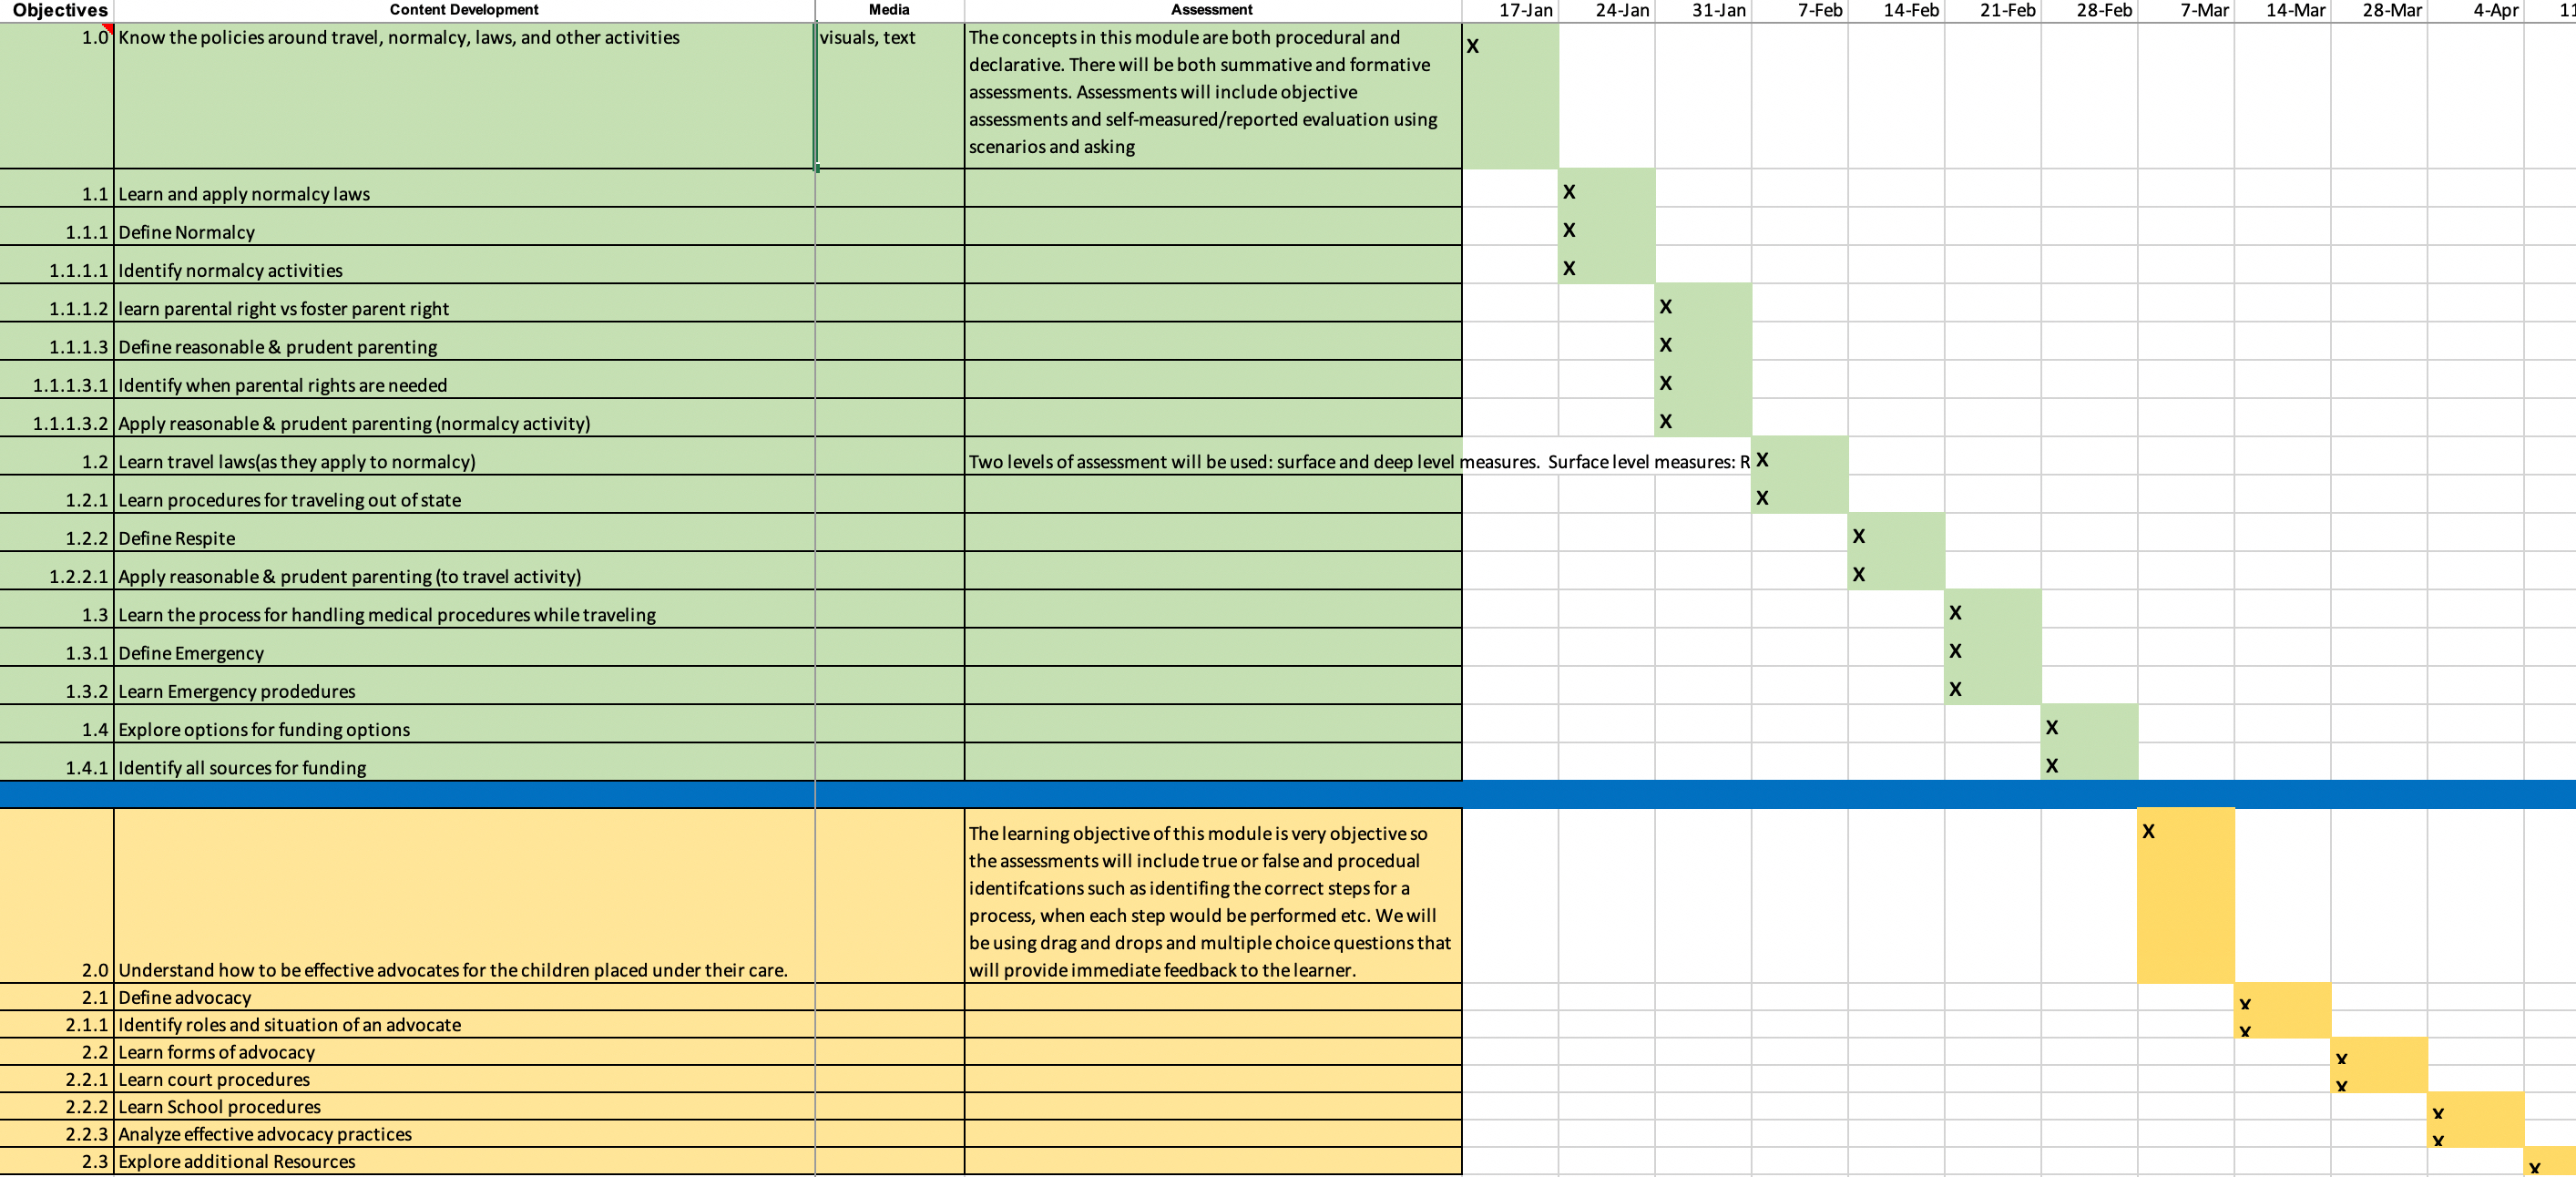 Objectives Content Development Media Assessment 17-Jan 24-Jan 31-Jan 7-Feb 14-Feb 21-Feb 28-Feb 7-Mar 14-Mar 28-Mar 4-Apr 11
1.0 Know the policies around travel, normalcy, laws, and other activities visuals, text The concepts in this module are both procedural and X
declarative. There will be both summative and formative
assessments. Assessments will include objective
assessments and self-measured/reported evaluation using
scenarios and asking
1.1 Learn and apply normalcy laws X
1.1.1 Define Normalcy X
1.1.1.1 Identify normalcy activities X
1.1.1.2 learn parental right vs foster parent right X
1.1.1.3 Define reasonable & prudent parenting X
1.1.1.3.1 Identify when parental rights are needed X
1.1.1.3.2 Apply reasonable & prudent parenting (normalcy activity) X
1.2 Learn travel laws(as they apply to normalcy) Two levels of assessment will be used: surface and deep level measures. Surface level measures: R X
1.2.1 Learn procedures for traveling out of state X
1.2.2 Define Respite X
1.2.2.1 Apply reasonable & prudent parenting (to travel activity) X
1.3 Learn the process for handling medical procedures while traveling X
1.3.1 Define Emergency X
1.3.2 Learn Emergency prodedures X
1.4 Explore options for funding options X
1.4.1 Identify all sources for funding X
The learning objective of this module is very objective so X
the assessments will include true or false and procedual
identifcations such as identifing the correct steps for a
process, when each step would be performed etc. We will
be using drag and drops and multiple choice questions that
2.0 Understand how to be effective advocates for the children placed under their care. will provide immediate feedback to the learner.
2.1 Define advocacy X
2.1.1 Identify roles and situation of an advocate X
2.2 Learn forms of advocacy X
2.2.1 Learn court procedures X
2.2.2 Learn School procedures X
2.2.3 Analyze effective advocacy practices X
2.3 Explore additional Resources X